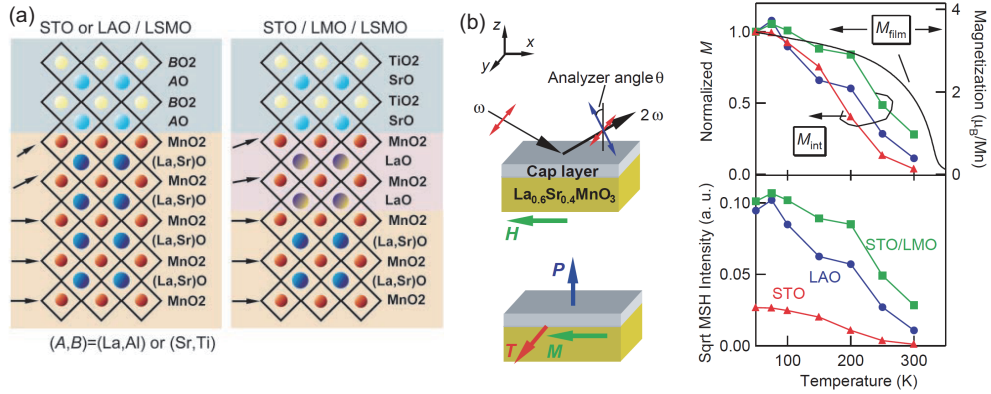 (a)
STO or LAO / LSMO
BO2
AO
BO2
AO
MnO2
(La,Sr)O
MnO2
(La,Sr)O
MnO2
(La,Sr)O
MnO2
(La,Sr)O
MnO2
(A,B)=(La,Al) or (Sr,Ti)
STO / LMO / LSMO
TiO2
SrO
TiO2
SrO
MnO2
LaO
MnO2
LaO
MnO2
(La,Sr)O
MnO2
(La,Sr)O
MnO2
(b)
z
x
y
Analyzer angle θ
ω
2ω
Cap layer
La0.6Sr0.4MnO3
H
P
T
M
Normalized M
1.0
0.5
0.0
Mfilm
Mint
4
2
0
Magnetization (μB/Mn)
Sqrt MSH Intensity (a. u.)
0.10
0.05
0.00
STO/LMO
LAO
STO
100
200
300
Temperature (K)